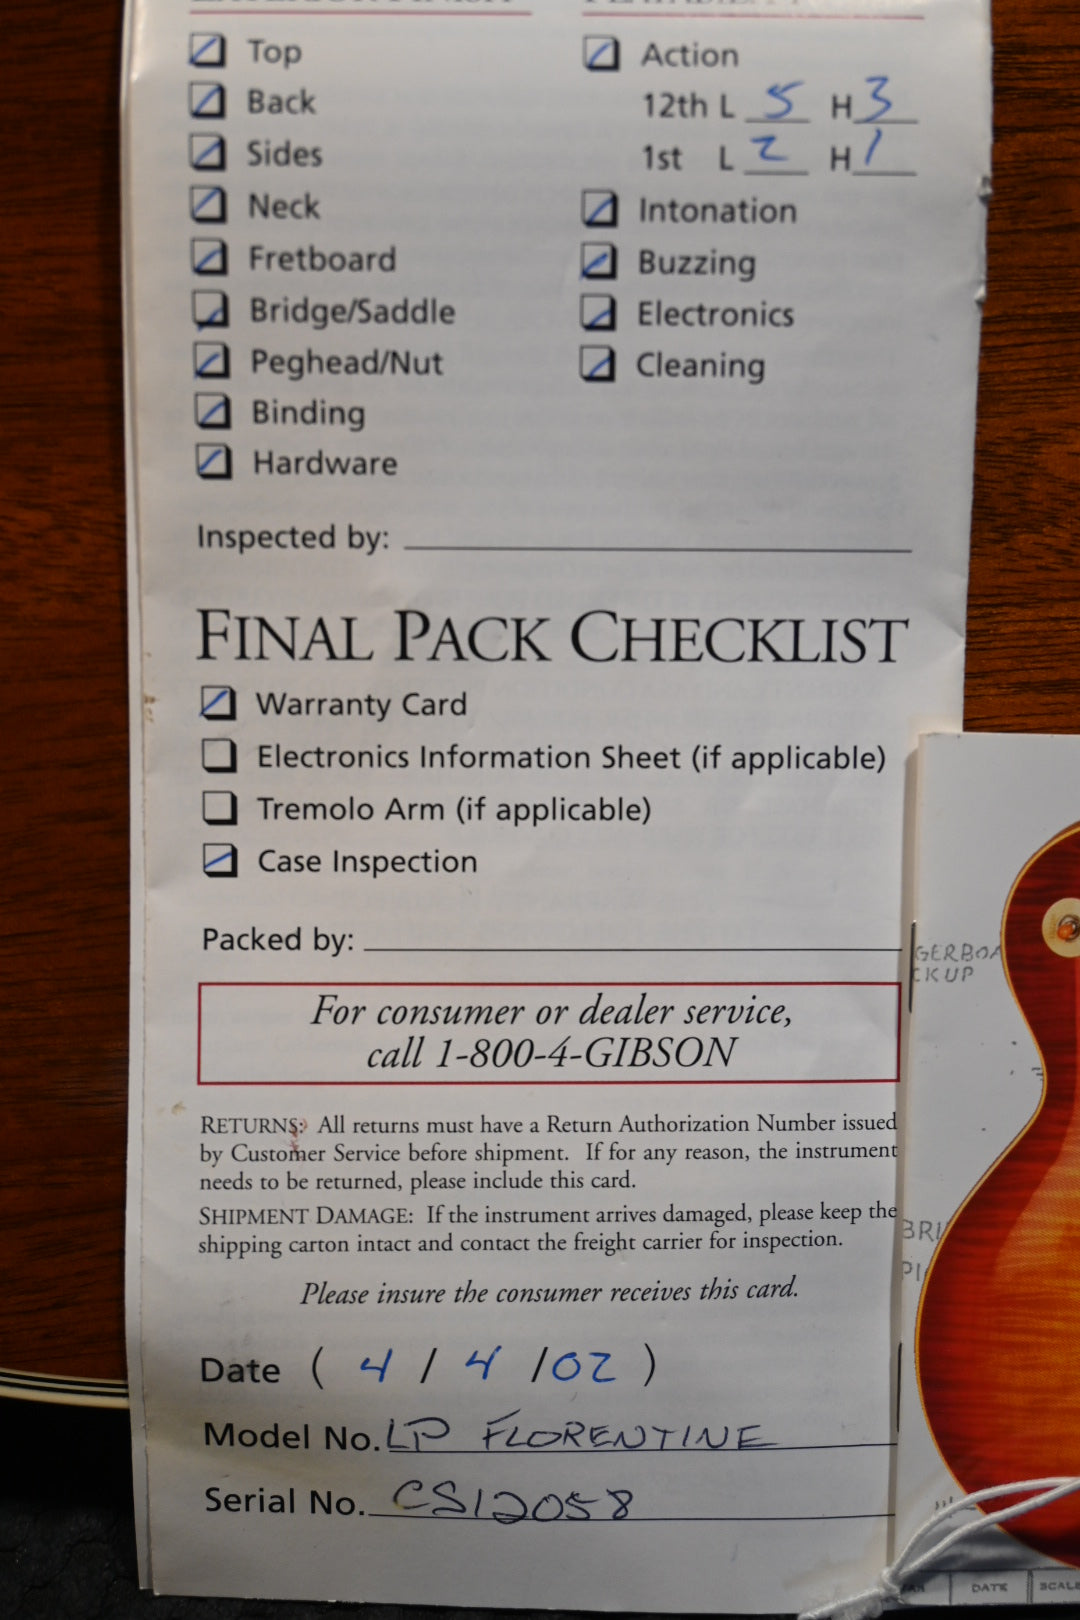 Top
Back
Sides
Neck
Fretboard
Bridge/Saddle
Peghead/Nut
Binding
Hardware
Action
12th L 5 H 3
1st L 2 H 1
Intonation
Buzzing
Electronics
Cleaning
Inspected by:
FINAL PACK CHECKLIST
Warranty Card
Electronics Information Sheet (if applicable)
Tremolo Arm (if applicable)
Case Inspection
Packed by:
For consumer or dealer service,
call 1-800-4-GIBSON
RETURNS: All returns must have a Return Authorization Number issued
by Customer Service before shipment. If for any reason, the instrument
needs to be returned, please include this card.
SHIPMENT DAMAGE: If the instrument arrives damaged, please keep the
shipping carton intact and contact the freight carrier for inspection.
Please insure the consumer receives this card.
Date ( 4 / 4 /02 )
Model No. LP FLORENTINE
Serial No. CS12058
GERBOA
CKUP
BRI
DATE
SCALE